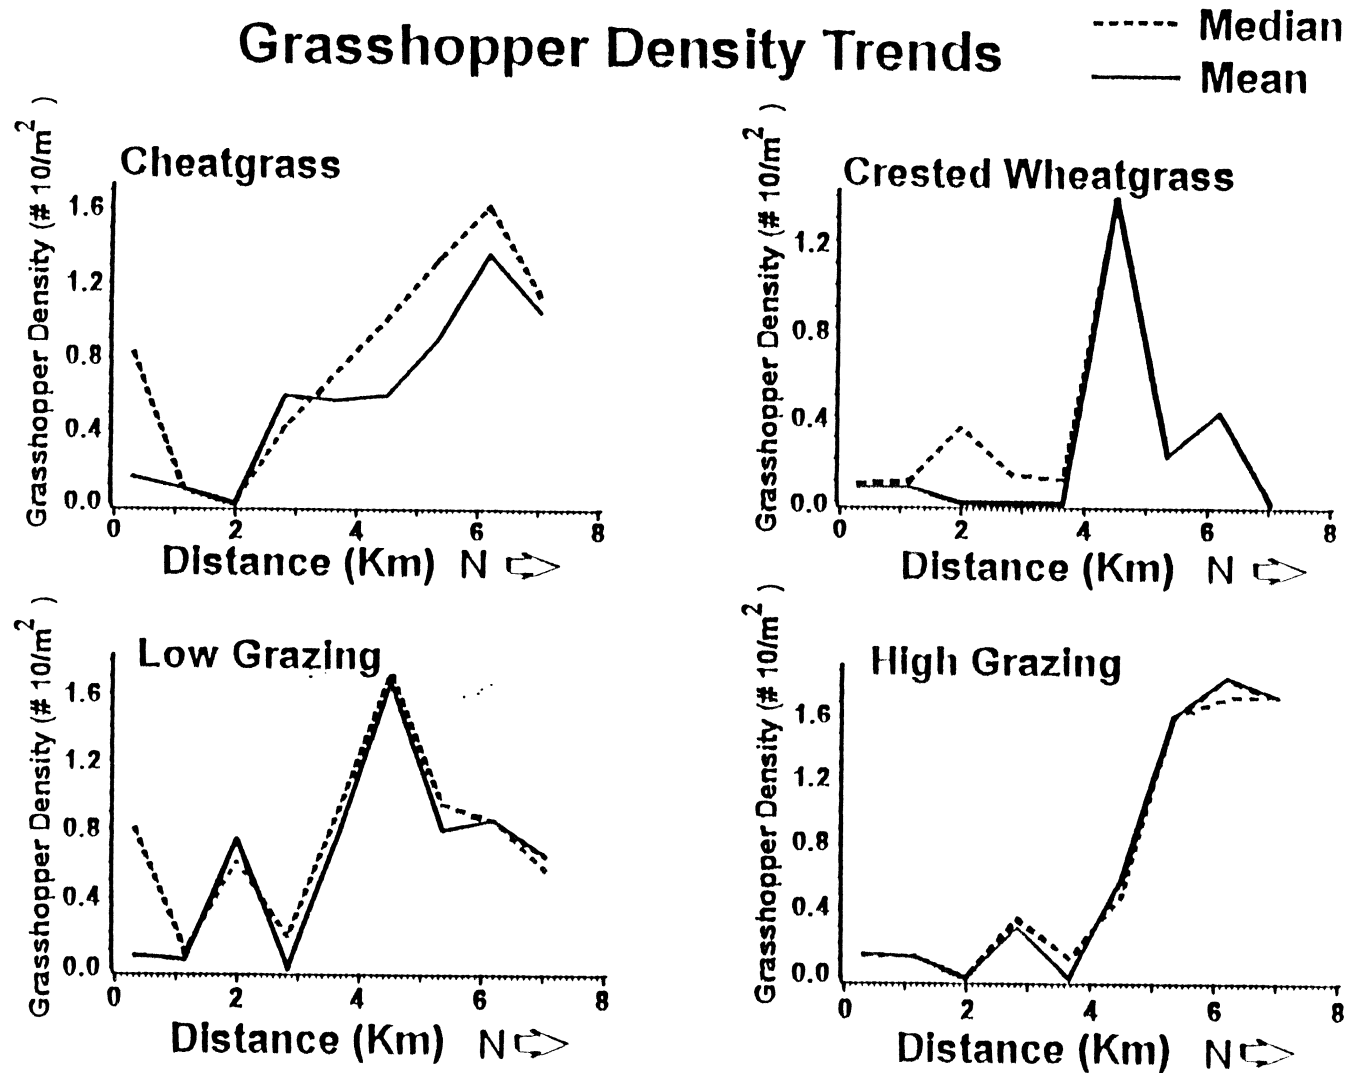 Grasshopper Density Trends
Median
Mean
Cheatgrass
Grasshopper Density (# 10/m²)
1.6
1.2
0.8
0.4
0.0
0 2 4 6 8
Distance (Km) N
Crested Wheatgrass
Grasshopper Density (# 10/m²)
1.2
0.8
0.4
0.0
0 2 4 6 8
Distance (Km) N
Low Grazing
Grasshopper Density (# 10/m²)
1.6
1.2
0.8
0.4
0.0
0 2 4 6 8
Distance (Km) N
High Grazing
Grasshopper Density (# 10/m²)
1.6
1.2
0.8
0.4
0.0
0 2 4 6 8
Distance (Km) N